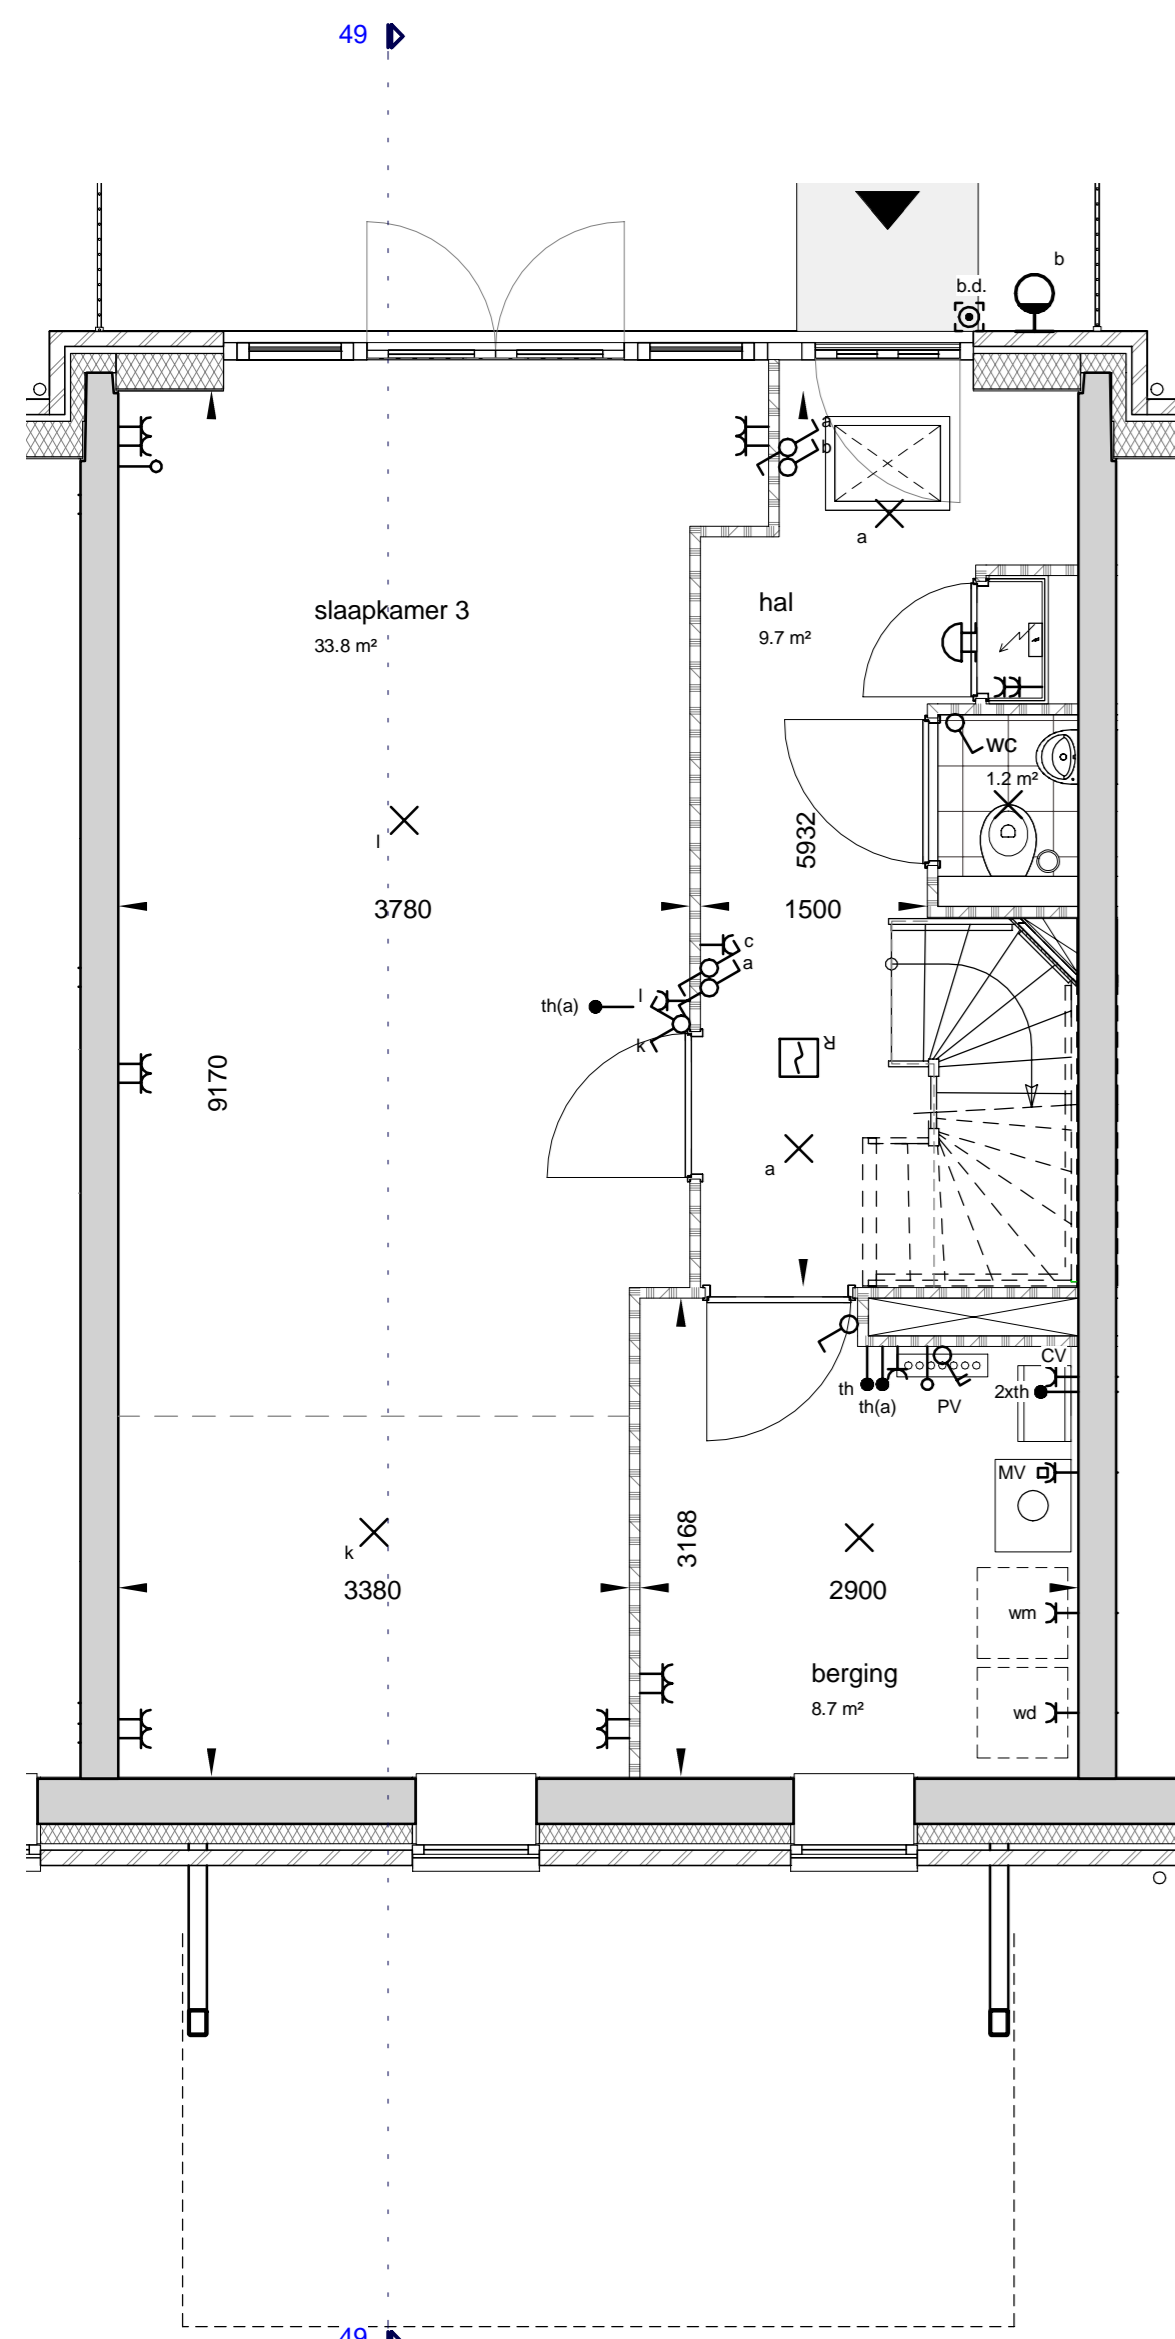 49
b
b.d.
a
b
a
slaapkamer 3
33.8 m²
hal
9.7 m²
wc
1.2 m²
l
5932
3780
1500
c
a
l
th(a)
k
R
9170
a
CV
th
2xth
th(a)
PV
MV
3168
k
3380
2900
wm
berging
8.7 m²
wd
49